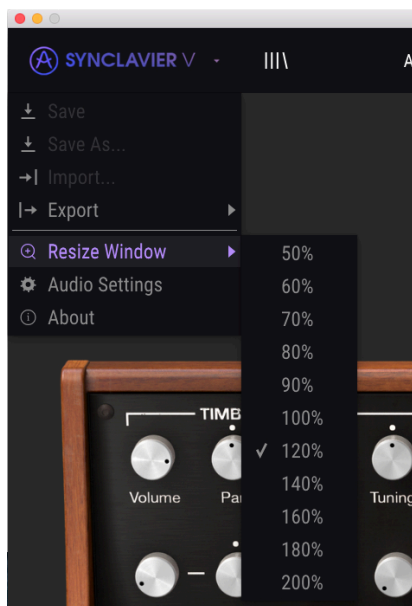 SYNCLAVIER V
Save
Save As...
Import...
Export
Resize Window
Audio Settings
About
50%
60%
70%
80%
90%
100%
120%
140%
160%
180%
200%
TIMB
Volume
Pa
Tuning